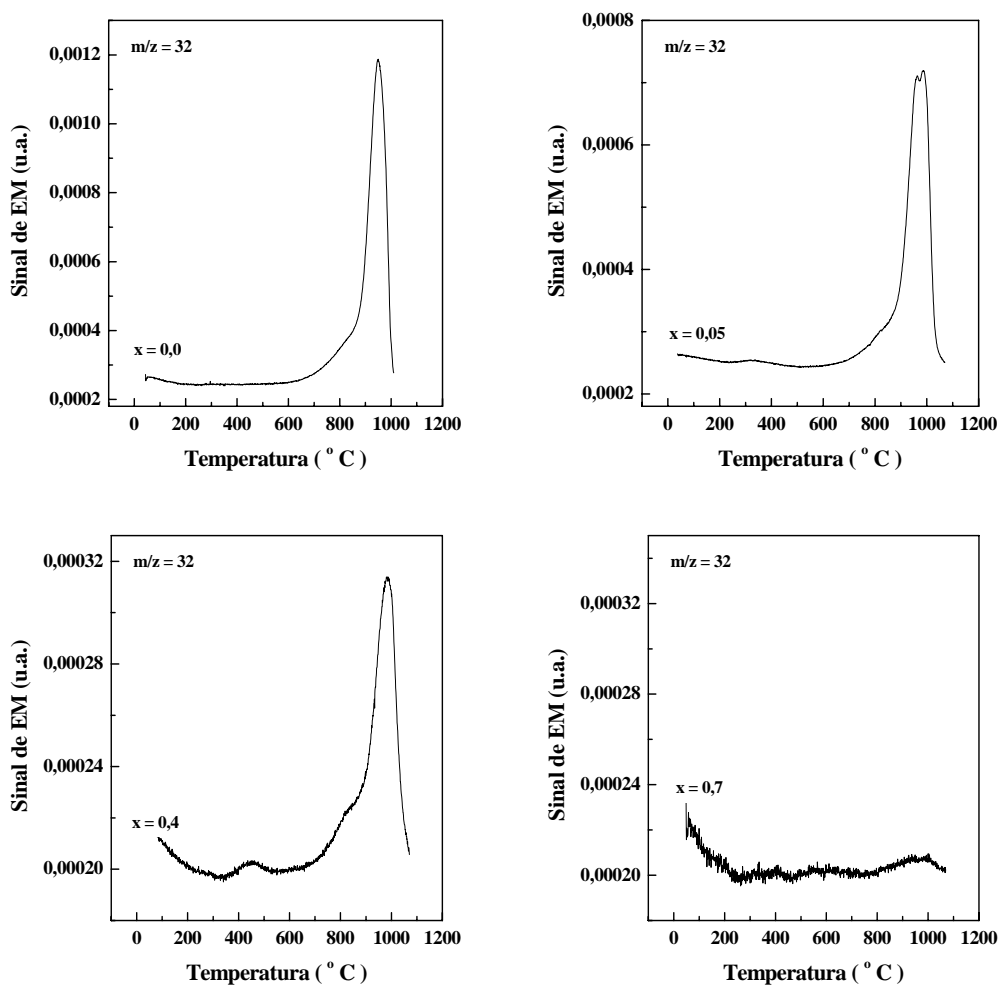 m/z = 32
0,0012
0,0010
0,0008
0,0006
0,0004
0,0002
Sinal de EM (u.a.)
x = 0,0
0 200 400 600 800 1000 1200
Temperatura ( ° C )
m/z = 32
0,0008
0,0006
0,0004
0,0002
Sinal de EM (u.a.)
x = 0,05
0 200 400 600 800 1000 1200
Temperatura ( ° C )
m/z = 32
0,00032
0,00028
0,00024
0,00020
Sinal de EM (u.a.)
x = 0,4
0 200 400 600 800 1000 1200
Temperatura ( ° C )
m/z = 32
0,00032
0,00028
0,00024
0,00020
Sinal de EM (u.a.)
x = 0,7
0 200 400 600 800 1000 1200
Temperatura ( ° C )